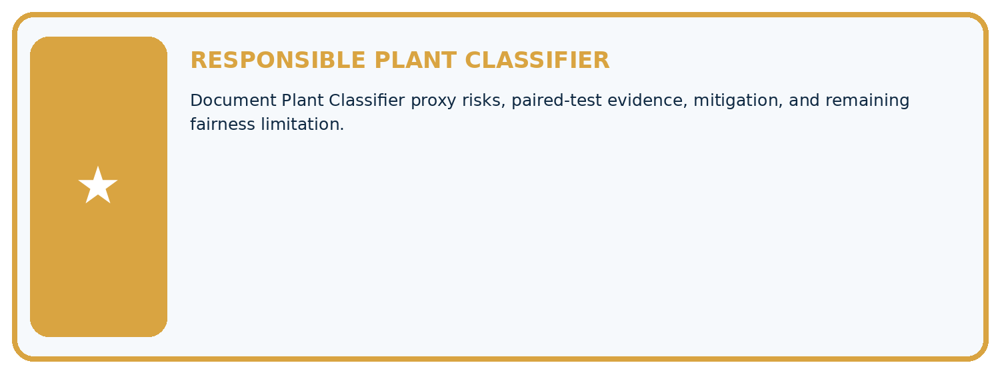 RESPONSIBLE PLANT CLASSIFIER
Document Plant Classifier proxy risks, paired-test evidence, mitigation, and remaining
fairness limitation.